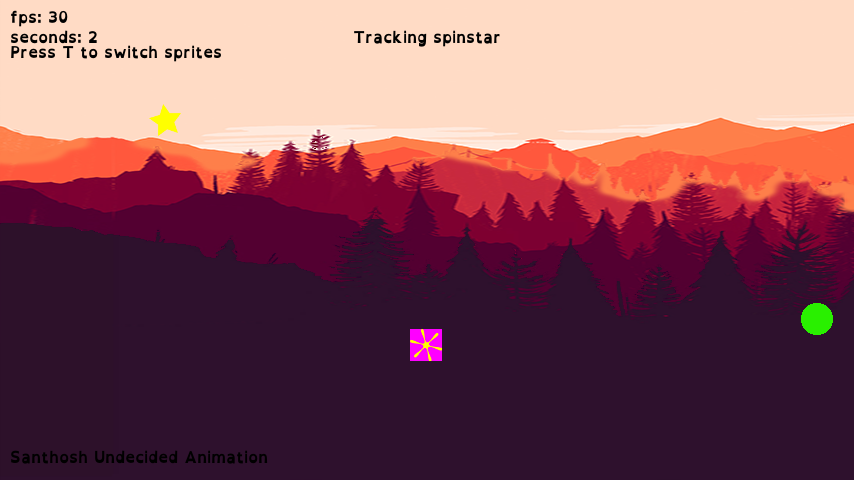 fps: 30
seconds: 2
Tracking spinstar
Press T to switch sprites
Santhosh Undecided Animation